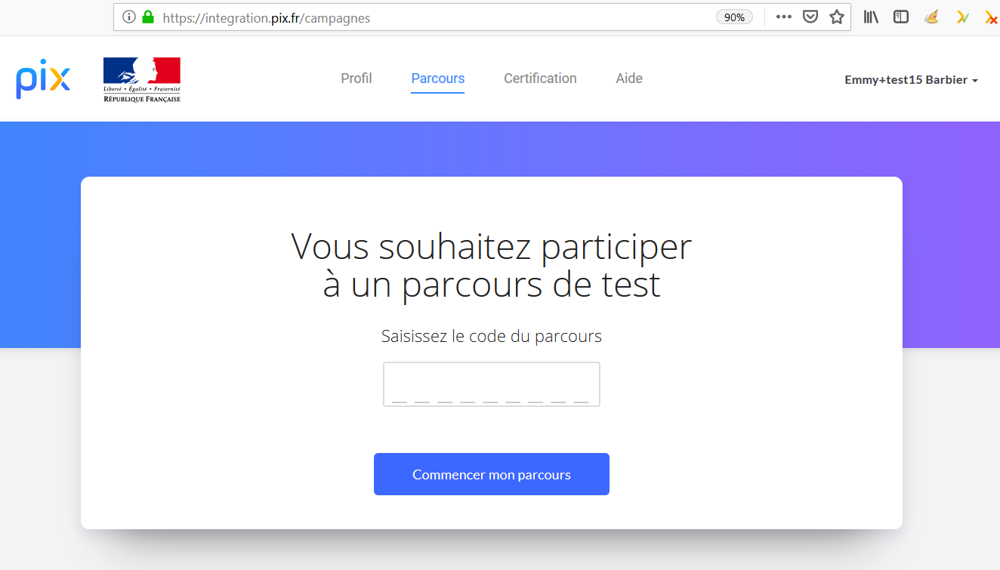 https://integration.pix.fr/campagnes
90%
pix
Liberté • Égalité • Fraternité
RÉPUBLIQUE FRANÇAISE
Profil
Parcours
Certification
Aide
Emmy+test15 Barbier
Vous souhaitez participer
à un parcours de test
Saisissez le code du parcours
Commencer mon parcours